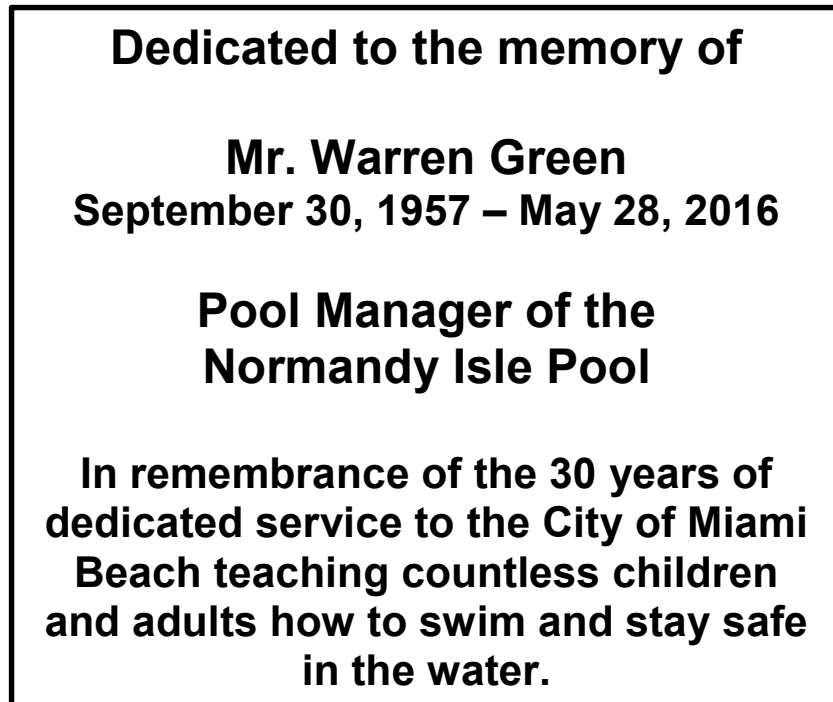 Dedicated to the memory of
Mr. Warren Green
September 30, 1957 – May 28, 2016
Pool Manager of the
Normandy Isle Pool
In remembrance of the 30 years of
dedicated service to the City of Miami
Beach teaching countless children
and adults how to swim and stay safe
in the water.